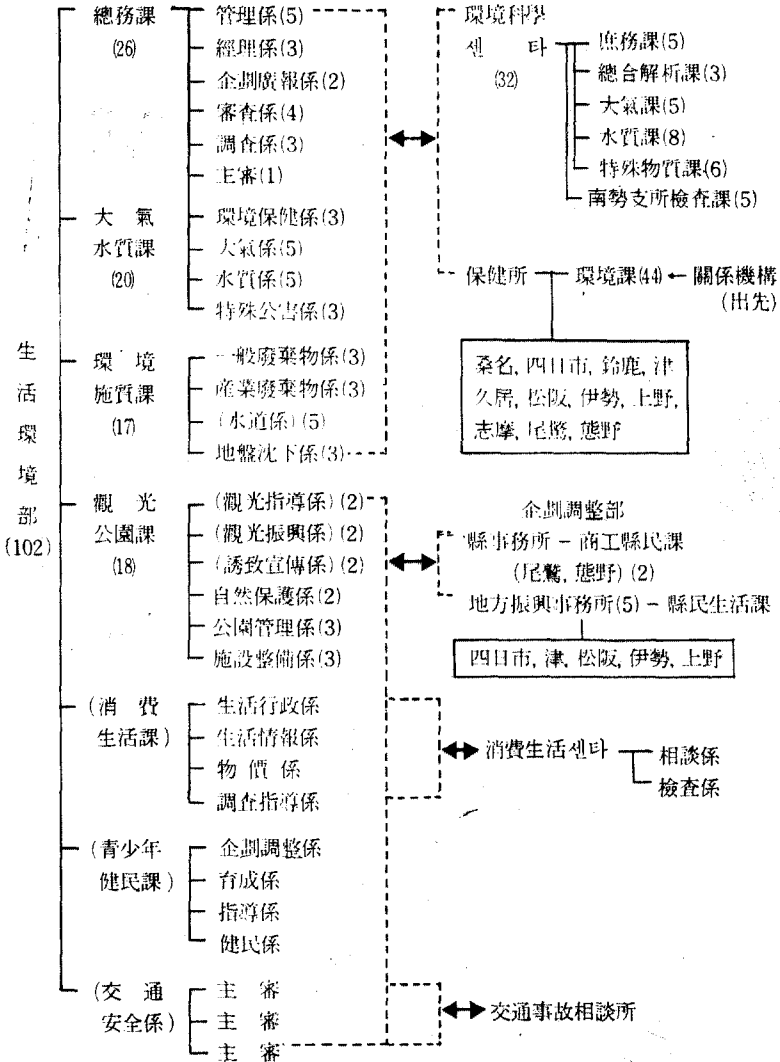 生活環境部
(102)
總務課
(26)
管理係(5)
經理係(3)
企劃廣報係(2)
審査係(4)
調査係(3)
主審(1)
大氣
水質課
(20)
環境保健係(3)
大氣係(5)
水質係(5)
特殊公害係(3)
環境
施質課
(17)
一般廢棄物係(3)
産業廢棄物係(3)
(水道係)(5)
地盤沈下係(3)
觀光
公園課
(18)
(觀光指導係)(2)
(觀光振興係)(2)
(誘致宣傳係)(2)
自然保護係(2)
公園管理係(3)
施設整備係(3)
(消費
生活課)
生活行政係
生活情報係
物價係
調査指導係
(靑少年
健民課)
企劃調整係
育成係
指導係
健民係
(交通
安全係)
主審
主審
主審
環境科學
센타
(32)
庶務課(5)
總合解析課(3)
大氣課(5)
水質課(8)
特殊物質課(6)
南勢支所檢査課(5)
保健所
環境課(44) ← 關係機構
(出先)
桑名, 四日市, 鈴鹿, 津
久居, 松阪, 伊勢, 上野,
志摩, 尾鷲, 熊野
企劃調整部
縣事務所 – 商工縣民課
(尾鷲, 熊野)(2)
地方振興事務所(5) – 縣民生活課
四日市, 津, 松阪, 伊勢, 上野
消費生活센타
相談係
檢査係
交通事故相談所